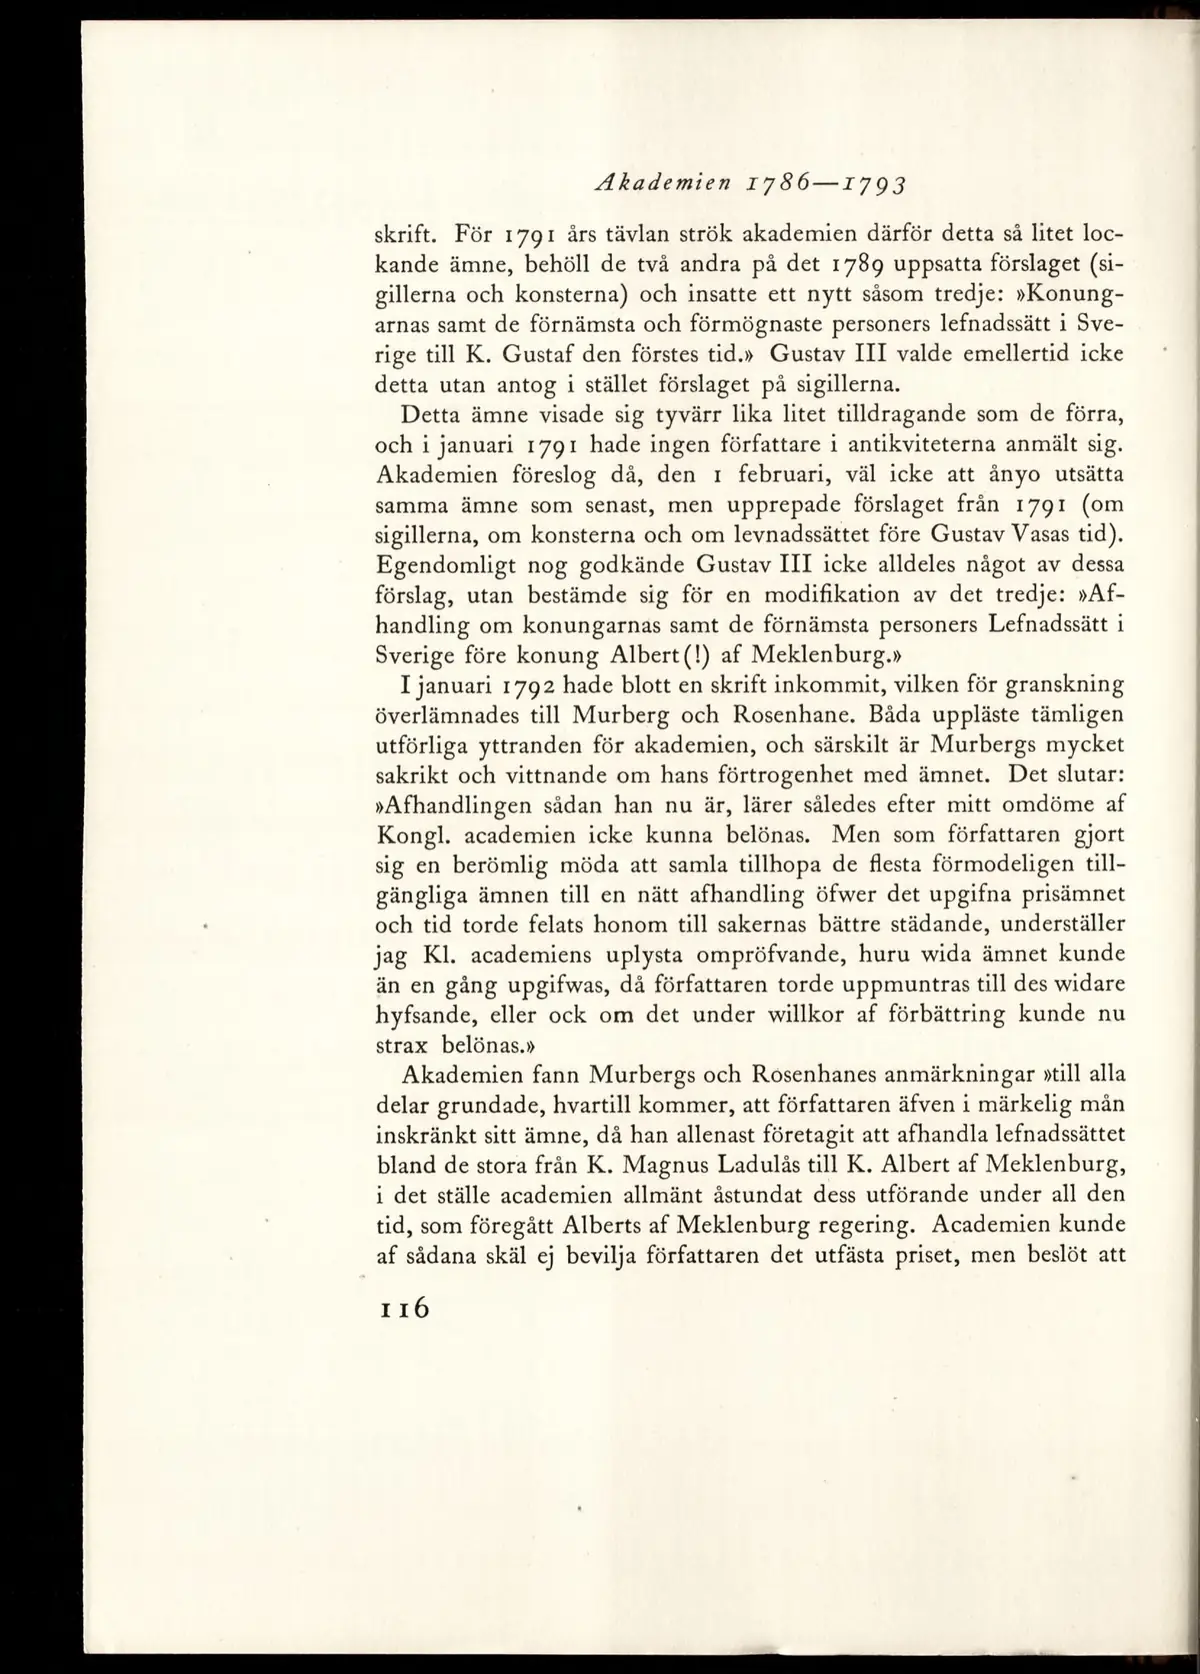 Akademien 1786—1793
skrift. För 1791 års tävlan strök akademien därför detta så litet loc-
kande ämne, behöll de två andra på det 1789 uppsatta förslaget (si-
gillerna och konsterna) och insatte ett nytt såsom tredje: »Konung-
arnas samt de förnämsta och förmögnaste personers lefnadssätt i Sve-
rige till K. Gustaf den förstes tid.» Gustav III valde emellertid icke
detta utan antog i stället förslaget på sigillerna.
Detta ämne visade sig tyvärr lika litet tilldragande som de förra,
och i januari 1791 hade ingen författare i antikviteterna anmält sig.
Akademien föreslog då, den 1 februari, väl icke att ånyo utsätta
samma ämne som senast, men upprepade förslaget från 1791 (om
sigillerna, om konsterna och om levnadssättet före Gustav Vasas tid).
Egendomligt nog godkände Gustav III icke alldeles något av dessa
förslag, utan bestämde sig för en modifikation av det tredje: »Af-
handling om konungarnas samt de förnämsta personers Lefnadssätt i
Sverige före konung Albert(!) af Meklenburg.»
I januari 1792 hade blott en skrift inkommit, vilken för granskning
överlämnades till Murberg och Rosenhane. Båda uppläste tämligen
utförliga yttranden för akademien, och särskilt är Murbergs mycket
sakrikt och vittnande om hans förtrogenhet med ämnet. Det slutar:
»Afhandlingen sådan han nu är, lärer således efter mitt omdöme af
Kongl. academien icke kunna belönas. Men som författaren gjort
sig en berömlig möda att samla tillhopa de flesta förmodeligen till-
gängliga ämnen till en nätt afhandling öfwer det upgifna prisämnet
och tid torde felats honom till sakernas bättre städande, underställer
jag Kl. academiens uplysta ompröfvande, huru wida ämnet kunde
än en gång upgifwas, då författaren torde uppmuntras till des widare
hyfsande, eller ock om det under willkor af förbättring kunde nu
strax belönas.»
Akademien fann Murbergs och Rosenhanes anmärkningar »till alla
delar grundade, hvartill kommer, att författaren äfven i märkelig mån
inskränkt sitt ämne, då han allenast företagit att afhandla lefnadssättet
bland de stora från K. Magnus Ladulås till K. Albert af Meklenburg,
i det ställe academien allmänt åstundat dess utförande under all den
tid, som föregått Alberts af Meklenburg regering. Academien kunde
af sådana skäl ej bevilja författaren det utfästa priset, men beslöt att
116